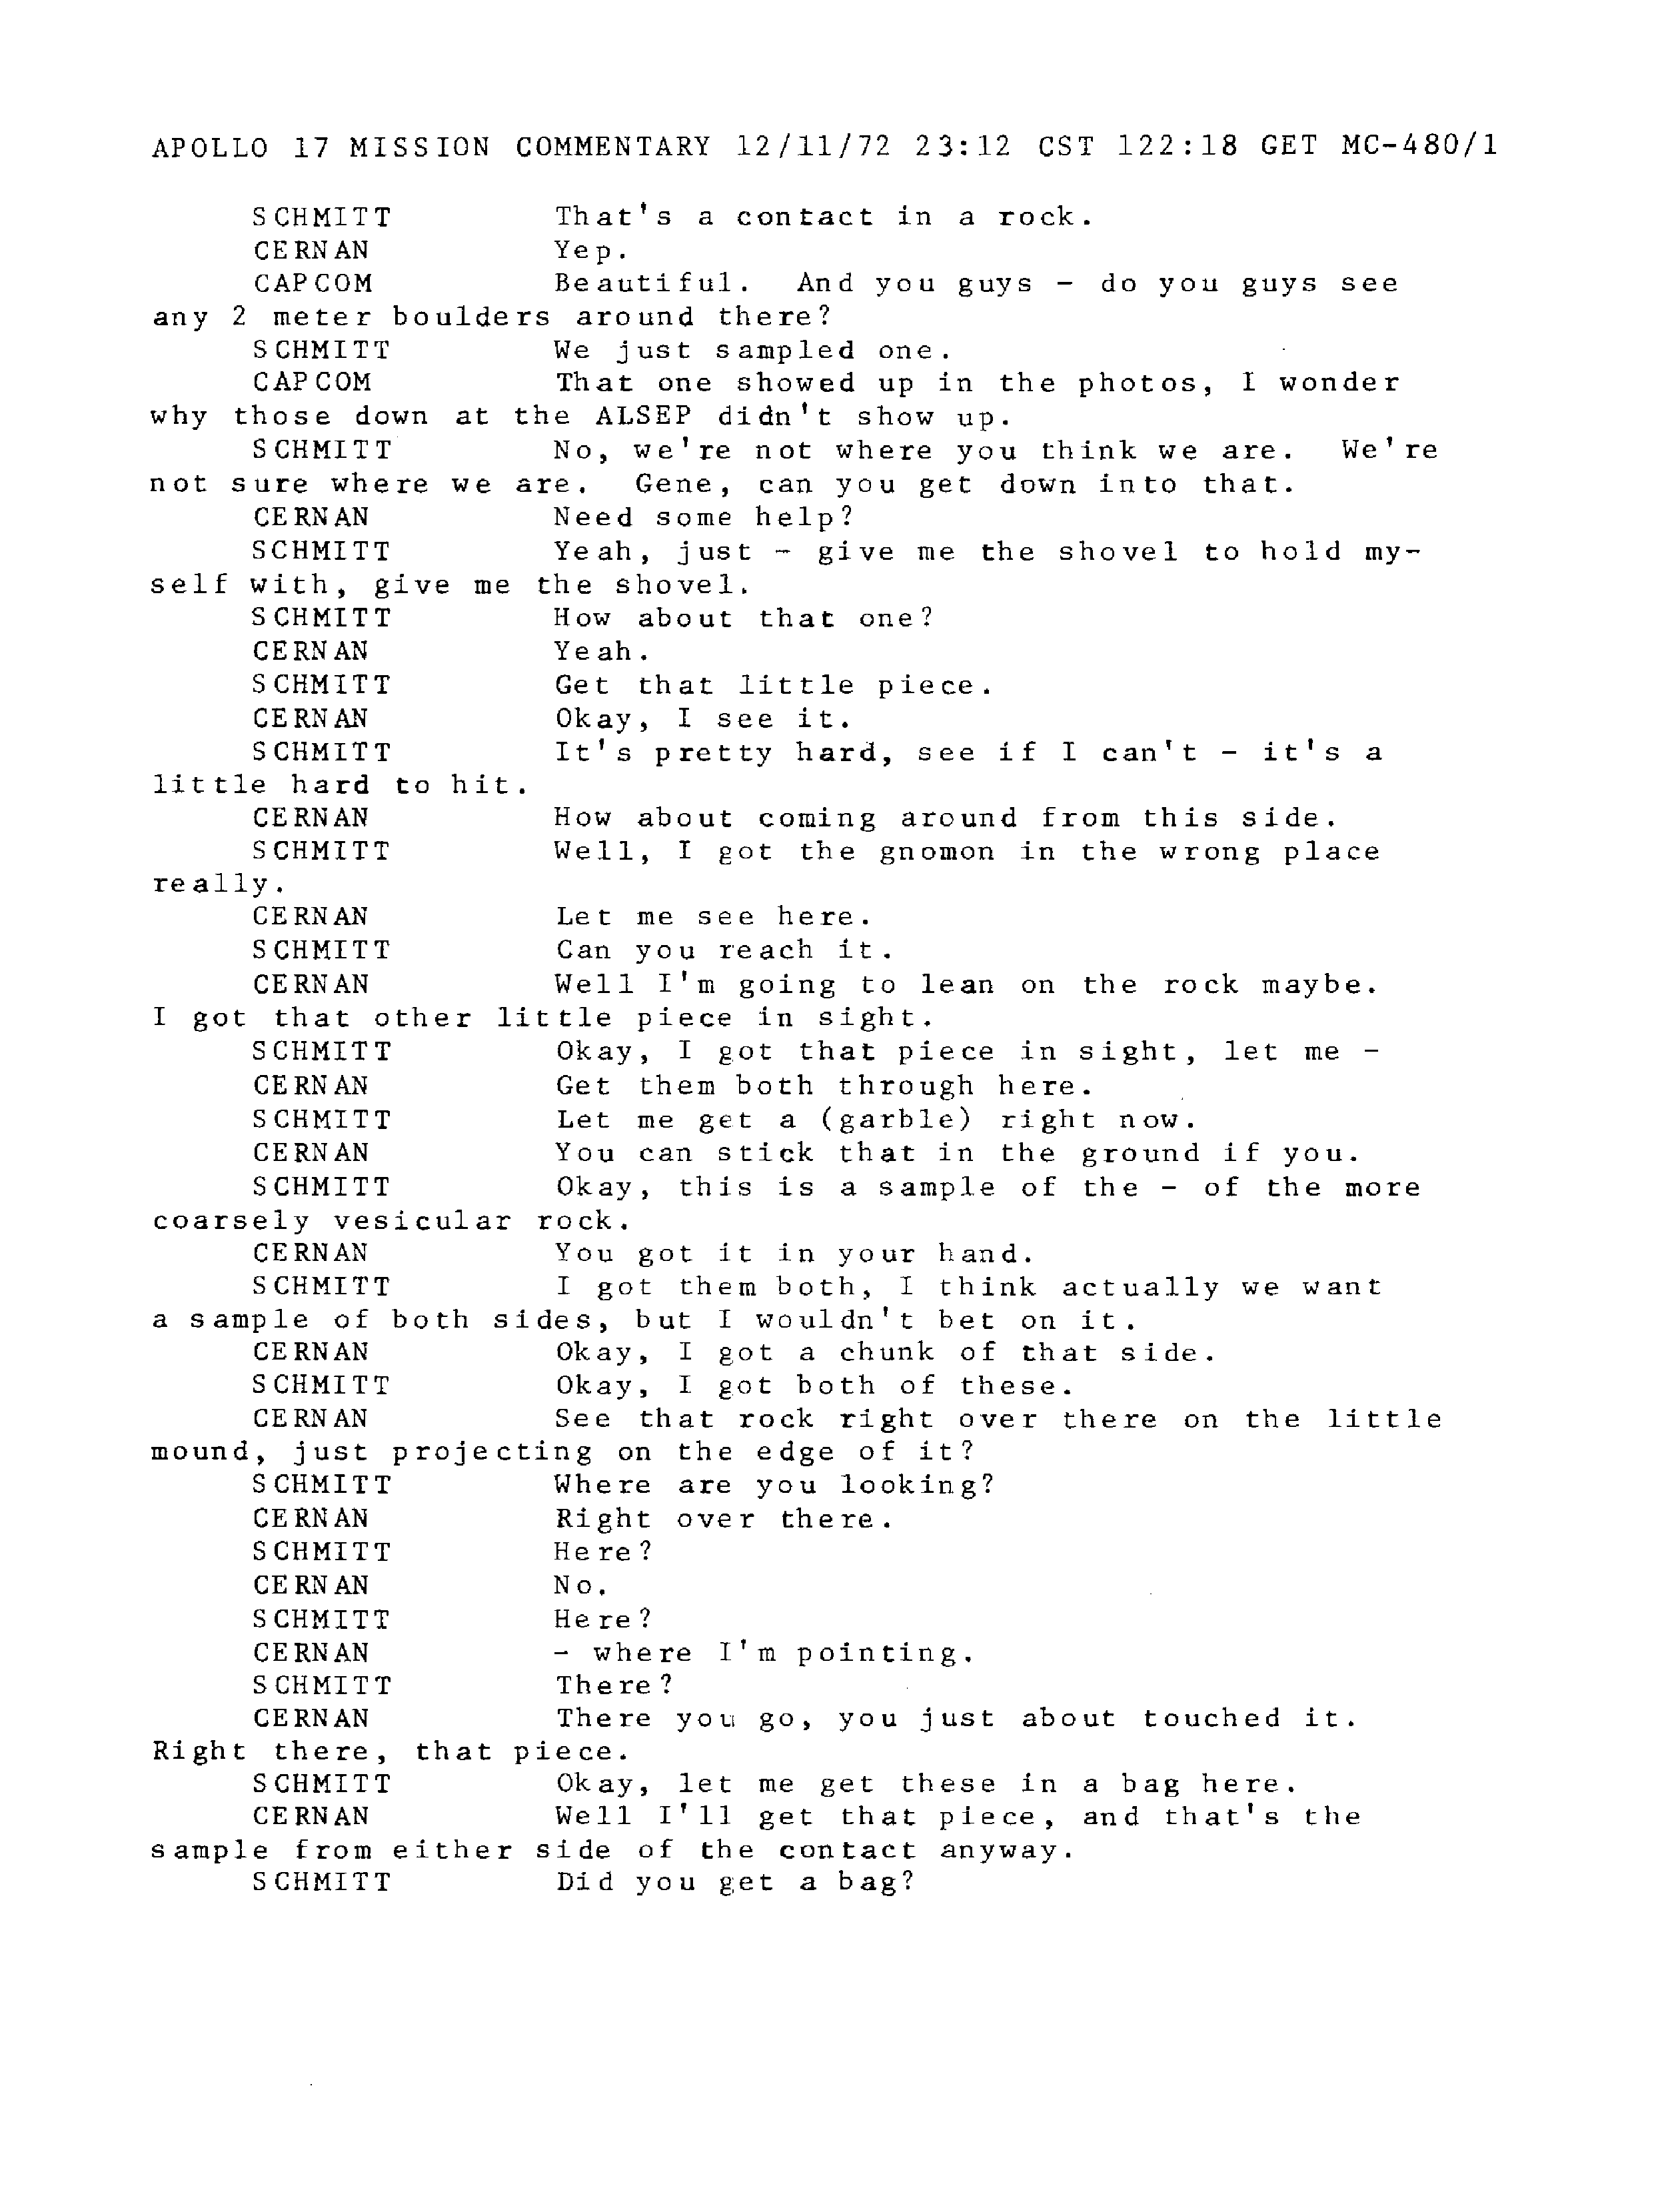 APOLLO 17 MISSION COMMENTARY 12/11/72 23:12 CST 122:18 GET MC-480/1
SCHMITT That's a contact in a rock.
CERNAN Yep.
CAPCOM Beautiful. And you guys - do you guys see
any 2 meter boulders around there?
SCHMITT We just sampled one.
CAPCOM That one showed up in the photos, I wonder
why those down at the ALSEP didn't show up.
SCHMITT No, we're not where you think we are. We're
not sure where we are. Gene, can you get down into that.
CERNAN Need some help?
SCHMITT Yeah, just - give me the shovel to hold my-
self with, give me the shovel.
SCHMITT How about that one?
CERNAN Yeah.
SCHMITT Get that little piece.
CERNAN Okay, I see it.
SCHMITT It's pretty hard, see if I can't - it's a
little hard to hit.
CERNAN How about coming around from this side.
SCHMITT Well, I got the gnomon in the wrong place
really.
CERNAN Let me see here.
SCHMITT Can you reach it.
CERNAN Well I'm going to lean on the rock maybe.
I got that other little piece in sight.
SCHMITT Okay, I got that piece in sight, let me -
CERNAN Get them both through here.
SCHMITT Let me get a (garble) right now.
CERNAN You can stick that in the ground if you.
SCHMITT Okay, this is a sample of the - of the more
coarsely vesicular rock.
CERNAN You got it in your hand.
SCHMITT I got them both, I think actually we want
a sample of both sides, but I wouldn't bet on it.
CERNAN Okay, I got a chunk of that side.
SCHMITT Okay, I got both of these.
CERNAN See that rock right over there on the little
mound, just projecting on the edge of it?
SCHMITT Where are you looking?
CERNAN Right over there.
SCHMITT Here?
CERNAN No.
SCHMITT Here?
CERNAN - where I'm pointing.
SCHMITT There?
CERNAN There you go, you just about touched it.
Right there, that piece.
SCHMITT Okay, let me get these in a bag here.
CERNAN Well I'll get that piece, and that's the
sample from either side of the contact anyway.
SCHMITT Did you get a bag?